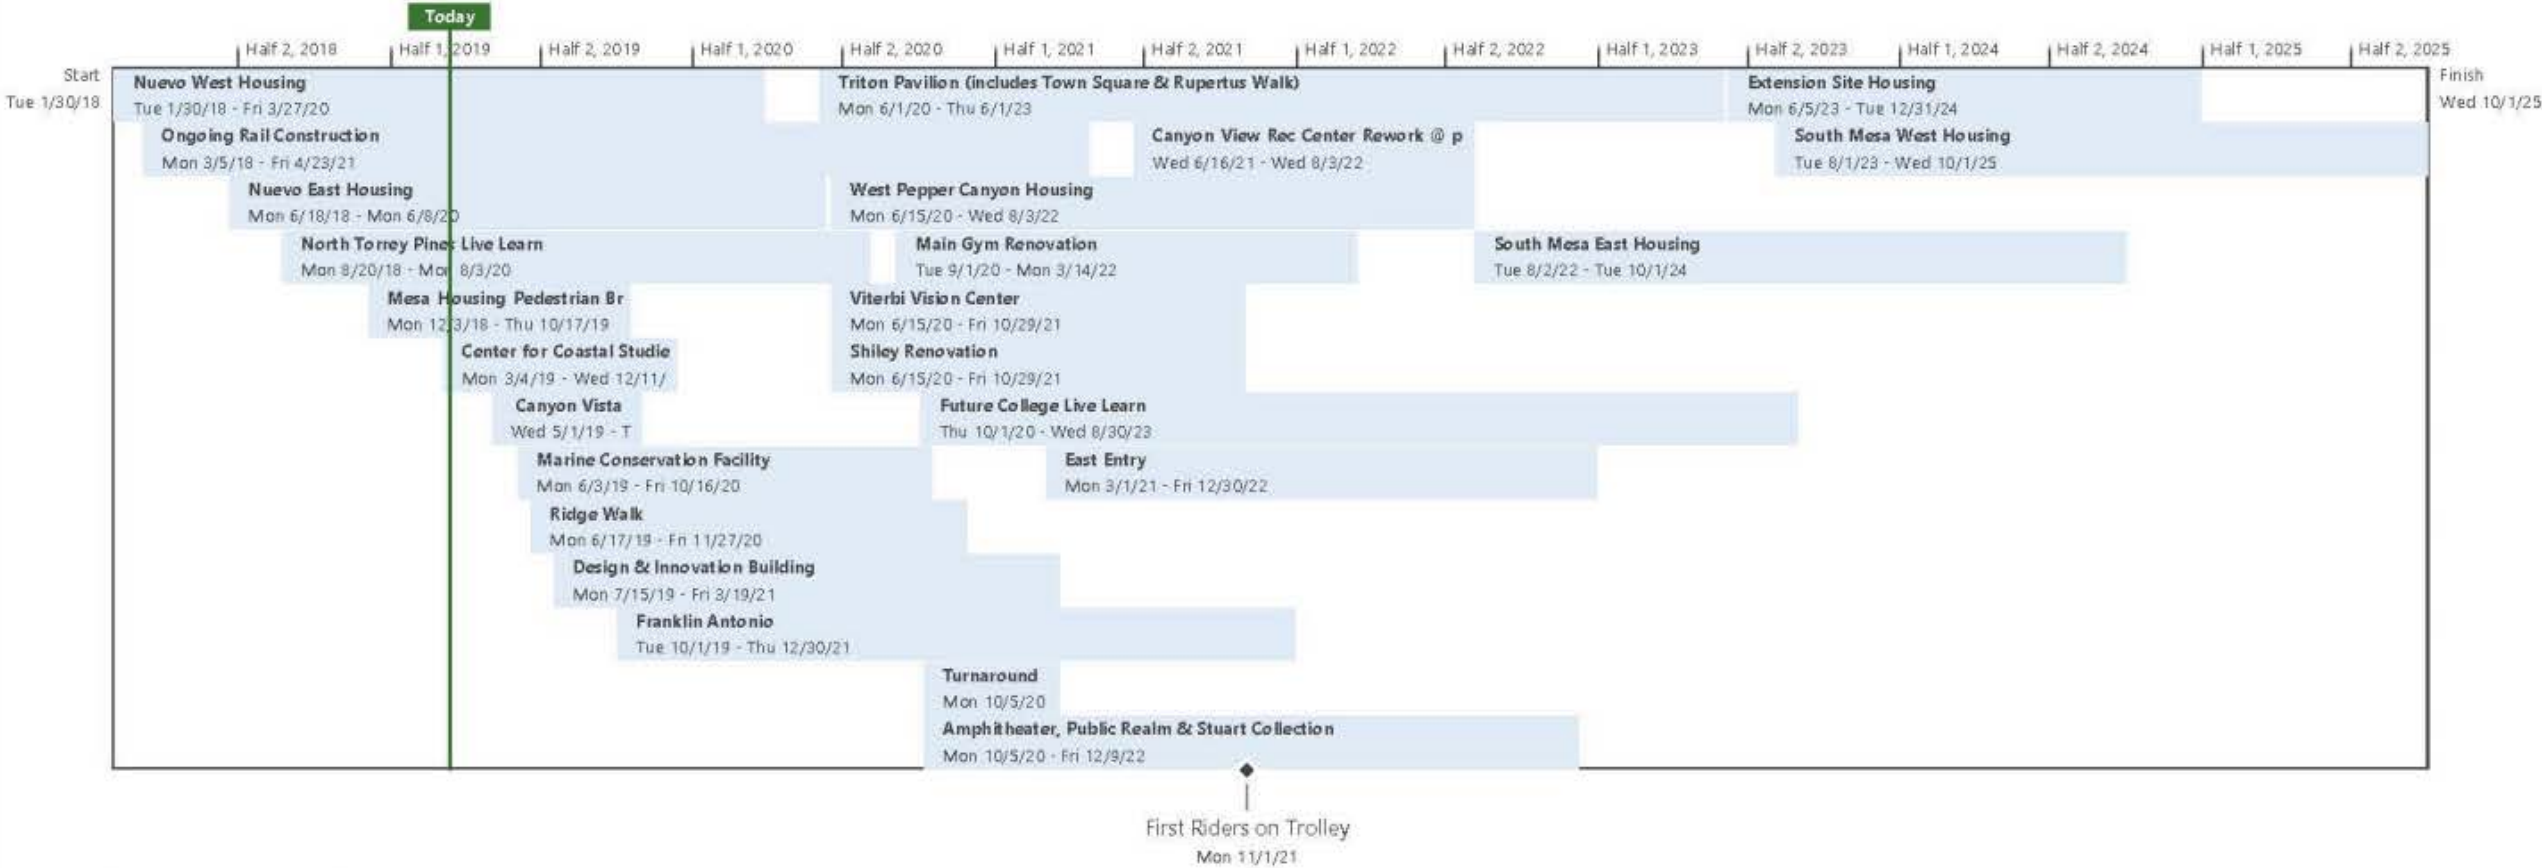 Today
Half 2, 2018
Half 1, 2019
Half 2, 2019
Half 1, 2020
Half 2, 2020
Half 1, 2021
Half 2, 2021
Half 1, 2022
Half 2, 2022
Half 1, 2023
Half 2, 2023
Half 1, 2024
Half 2, 2024
Half 1, 2025
Half 2, 2025
Start
Tue 1/30/18
Nuevo West Housing
Tue 1/30/18 - Fri 3/27/20
Triton Pavilion (includes Town Square & Rupertus Walk)
Mon 6/1/20 - Thu 6/1/23
Extension Site Housing
Mon 6/5/23 - Tue 12/31/24
Finish
Wed 10/1/25
Ongoing Rail Construction
Mon 3/5/18 - Fri 4/23/21
Canyon View Rec Center Rework @ p
Wed 6/16/21 - Wed 8/3/22
South Mesa West Housing
Tue 8/1/23 - Wed 10/1/25
Nuevo East Housing
Mon 6/18/18 - Mon 6/8/20
West Pepper Canyon Housing
Mon 6/15/20 - Wed 8/3/22
North Torrey Pines Live Learn
Mon 8/20/18 - Mon 8/3/20
Main Gym Renovation
Tue 9/1/20 - Mon 3/14/22
South Mesa East Housing
Tue 8/2/22 - Tue 10/1/24
Mesa Housing Pedestrian Br
Mon 12/3/18 - Thu 10/17/19
Viterbi Vision Center
Mon 6/15/20 - Fri 10/29/21
Center for Coastal Studie
Mon 3/4/19 - Wed 12/11/
Shiley Renovation
Mon 6/15/20 - Fri 10/29/21
Canyon Vista
Wed 5/1/19 - T
Future College Live Learn
Thu 10/1/20 - Wed 8/30/23
Marine Conservation Facility
Mon 6/3/19 - Fri 10/16/20
East Entry
Mon 3/1/21 - Fri 12/30/22
Ridge Walk
Mon 6/17/19 - Fri 11/27/20
Design & Innovation Building
Mon 7/15/19 - Fri 3/19/21
Franklin Antonio
Tue 10/1/19 - Thu 12/30/21
Turnaround
Mon 10/5/20
Amphitheater, Public Realm & Stuart Collection
Mon 10/5/20 - Fri 12/9/22
First Riders on Trolley
Mon 11/1/21